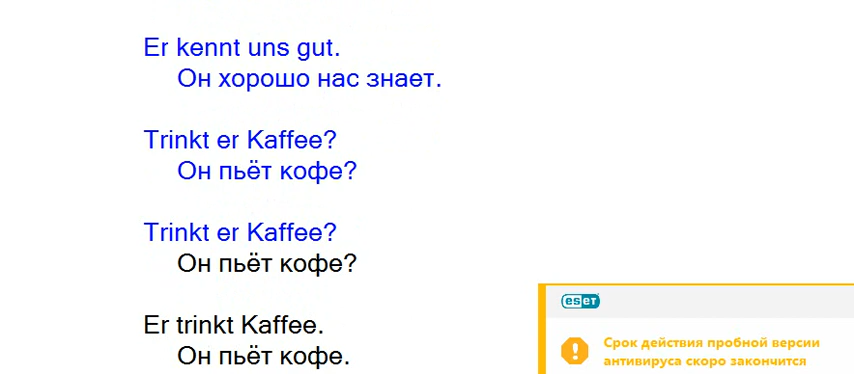 Er kennt uns gut.
Он хорошо нас знает.
Trinkt er Kaffee?
Он пьёт кофе?
Trinkt er Kaffee?
Он пьёт кофе?
Er trinkt Kaffee.
Он пьёт кофе.
eset
Срок действия пробной версии
антивируса скоро закончится